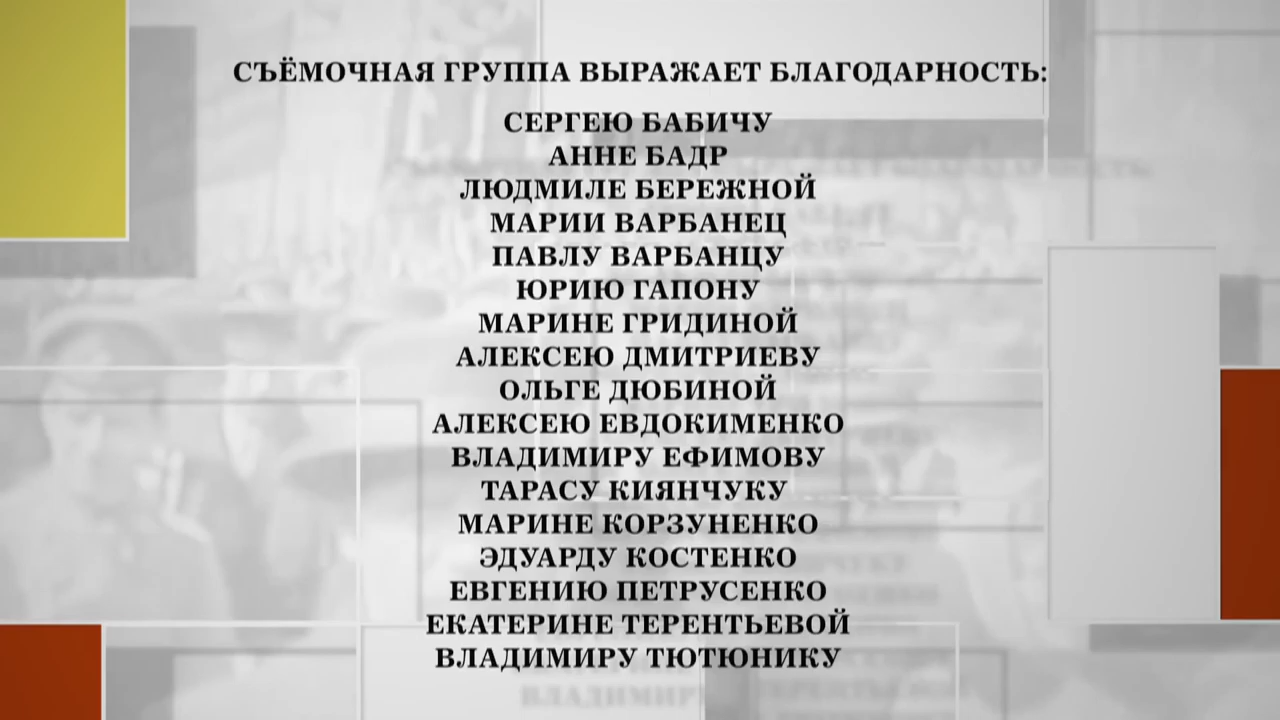 СЪЁМОЧНАЯ ГРУППА ВЫРАЖАЕТ БЛАГОДАРНОСТЬ:
СЕРГЕЮ БАБИЧУ
АННЕ БАДР
ЛЮДМИЛЕ БЕРЕЖНОЙ
МАРИИ ВАРБАНЕЦ
ПАВЛУ ВАРБАНЦУ
ЮРИЮ ГАПОНУ
МАРИНЕ ГРИДИНОЙ
АЛЕКСЕЮ ДМИТРИЕВУ
ОЛЬГЕ ДЮБИНОЙ
АЛЕКСЕЮ ЕВДОКИМЕНКО
ВЛАДИМИРУ ЕФИМОВУ
ТАРАСУ КИЯНЧУКУ
МАРИНЕ КОРЗУНЕНКО
ЭДУАРДУ КОСТЕНКО
ЕВГЕНИЮ ПЕТРУСЕНКО
ЕКАТЕРИНЕ ТЕРЕНТЬЕВОЙ
ВЛАДИМИРУ ТЮТЮНИКУ